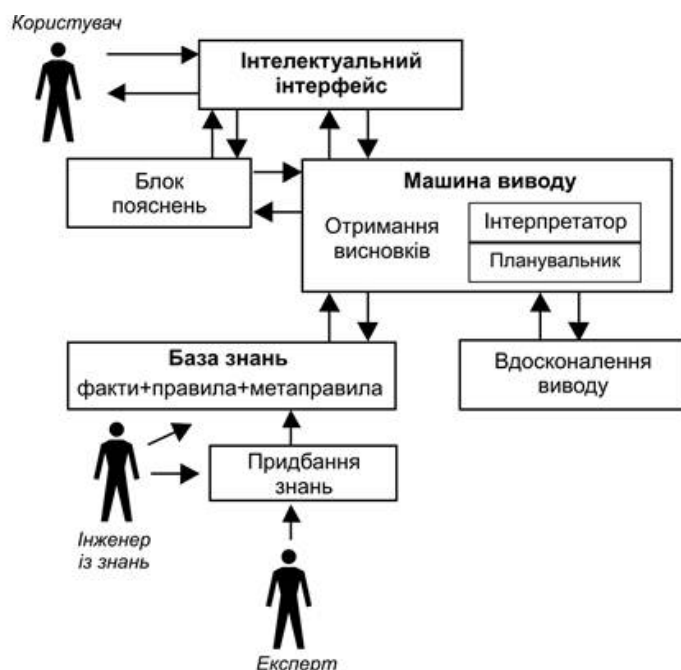 Користувач
Інтелектуальний
інтерфейс
Блок
пояснень
Машина виводу
Отримання
висновків
Інтерпретатор
Планувальник
База знань
факти+правила+метаправила
Вдосконалення
виводу
Придбання
знань
Інженер
із знань
Експерт